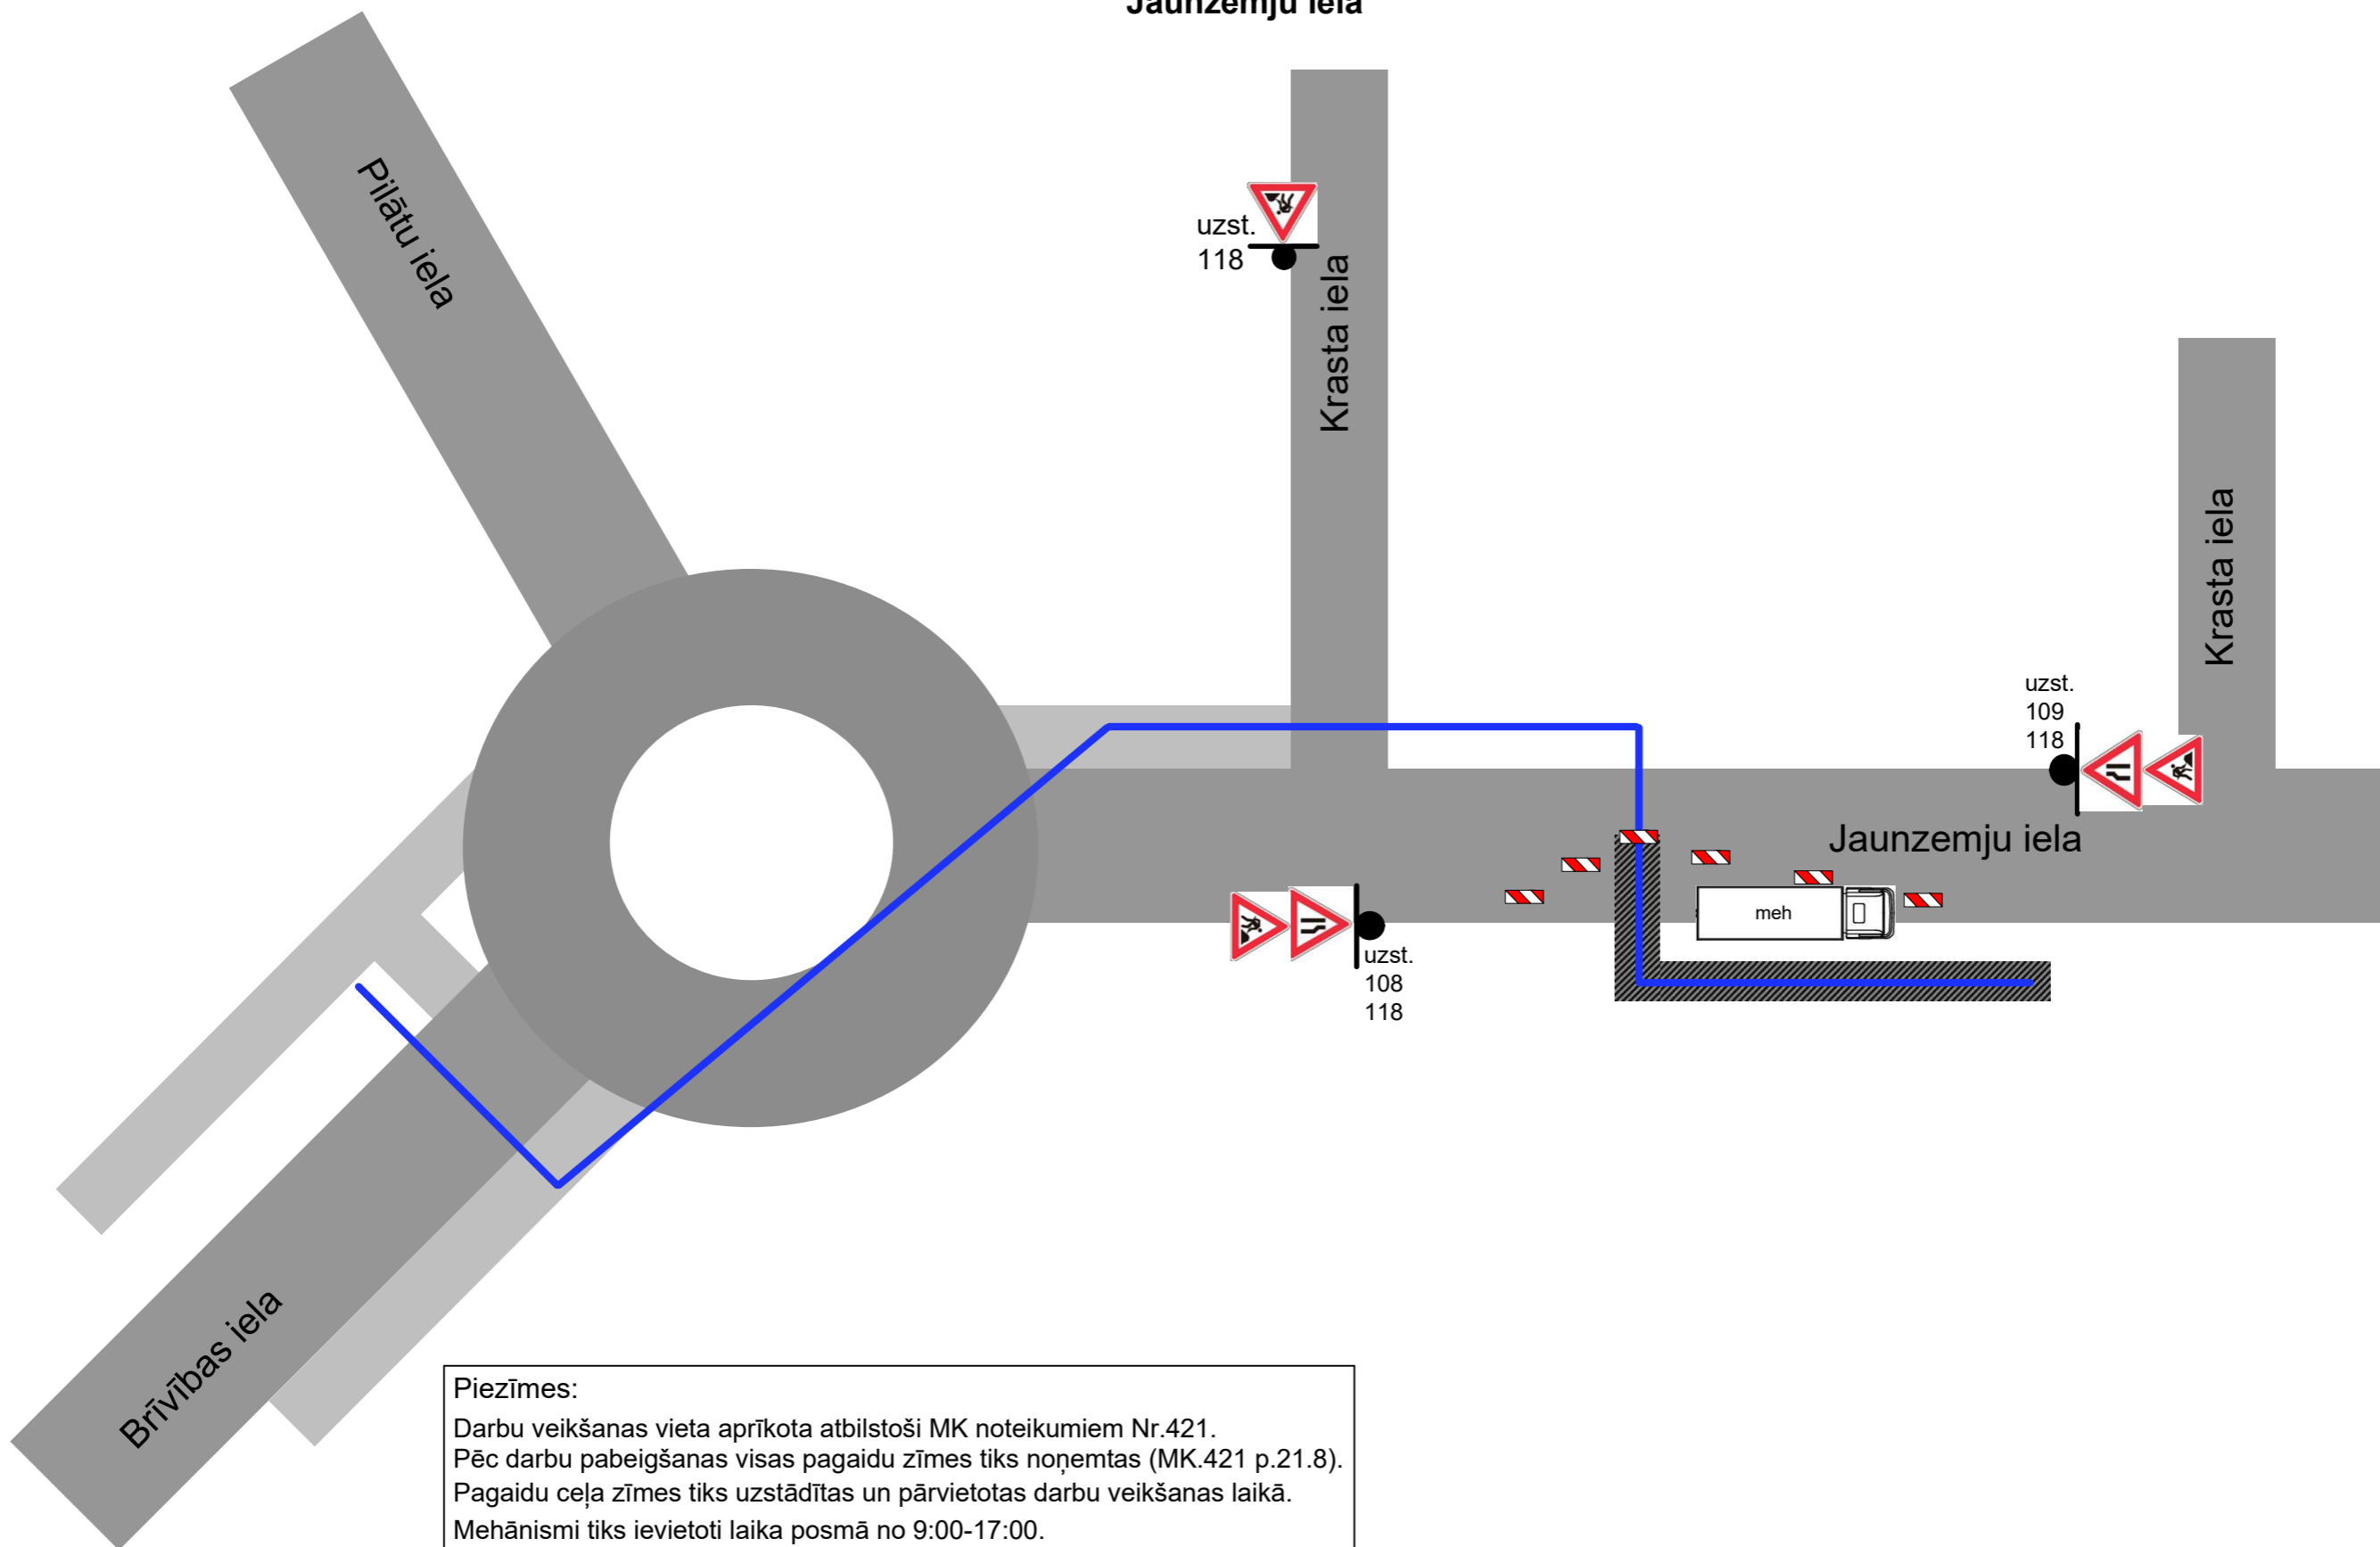 Jaunzemju iela
Pilātu iela
uzst.
118
Krasta iela
Krasta iela
uzst.
109
118
Jaunzemju iela
meh
uzst.
108
118
Brīvības iela
Piezīmes:
Darbu veikšanas vieta aprīkota atbilstoši MK noteikumiem Nr.421.
Pēc darbu pabeigšanas visas pagaidu zīmes tiks noņemtas (MK.421 p.21.8).
Pagaidu ceļa zīmes tiks uzstādītas un pārvietotas darbu veikšanas laikā.
Mehānismi tiks ievietoti laika posmā no 9:00-17:00.